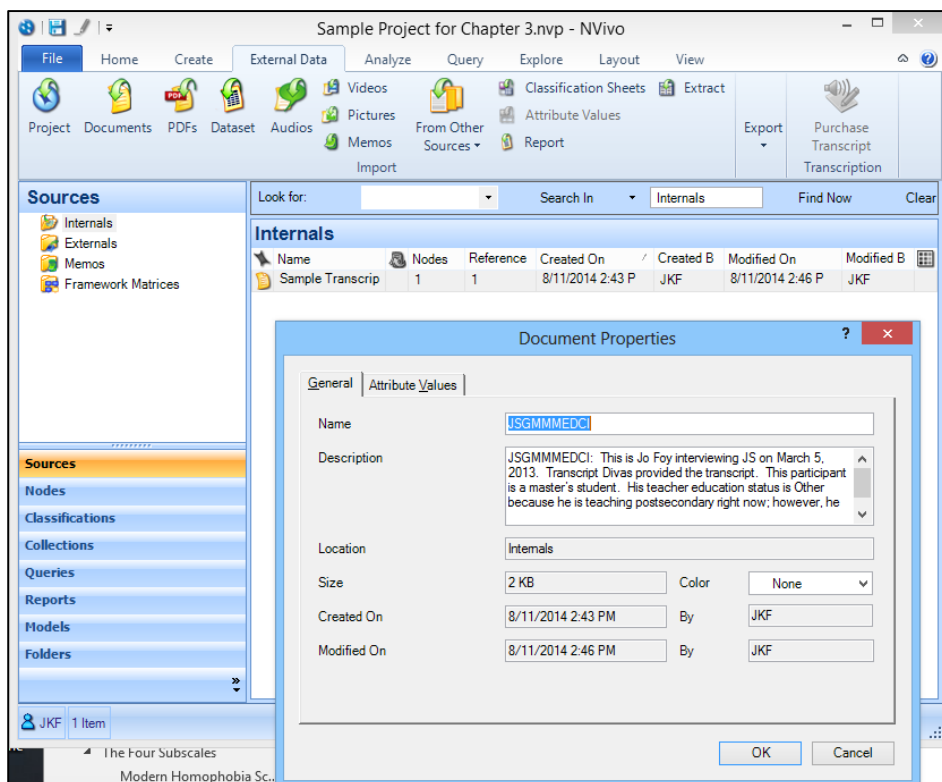 Sample Project for Chapter 3.nvp - NVivo
File Home Create External Data Analyze Query Explore Layout View
Project Documents PDFs Dataset Audios
Videos
Pictures
Memos
From Other Sources
Classification Sheets
Attribute Values
Report
Extract
Import
Export
Purchase
Transcript
Transcription
Sources
Internals
Externals
Memos
Framework Matrices
Look for: Search In Internals Find Now Clear
Internals
Name Nodes Reference Created On Created B Modified On Modified B
Sample Transcrip 1 1 8/11/2014 2:43 P JKF 8/11/2014 2:46 P JKF
Sources
Nodes
Classifications
Collections
Queries
Reports
Models
Folders
»
JKF 1 Item
Document Properties ? ×
General Attribute Values
Name JSGMMMEDCI
Description JSGMMMEDCI: This is Jo Foy interviewing JS on March 5,
2013. Transcript Divas provided the transcript. This participant
is a master's student. His teacher education status is Other
because he is teaching postsecondary right now; however, he
Location Internals
Size 2 KB Color None
Created On 8/11/2014 2:43 PM By JKF
Modified On 8/11/2014 2:46 PM By JKF
OK Cancel
The Four Subscales
Modern Homophobia Sc..